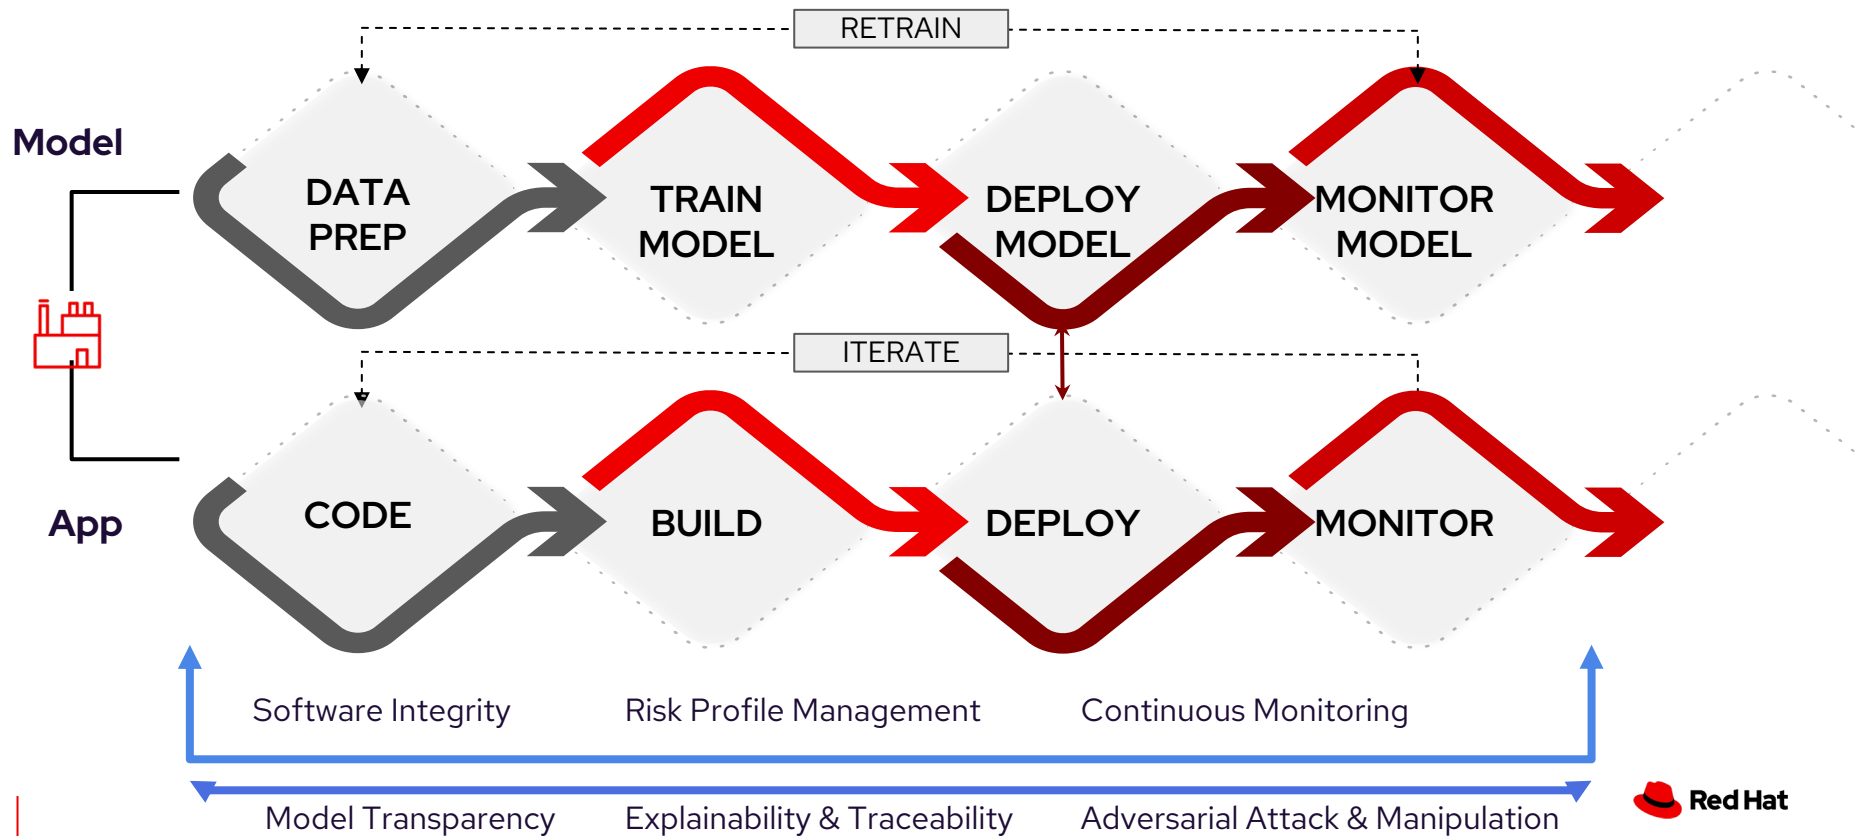 RETRAIN
Model
DATA
PREP
TRAIN
MODEL
DEPLOY
MODEL
MONITOR
MODEL
ITERATE
App
CODE
BUILD
DEPLOY
MONITOR
Software Integrity
Risk Profile Management
Continuous Monitoring
Model Transparency
Explainability & Traceability
Adversarial Attack & Manipulation
Red Hat